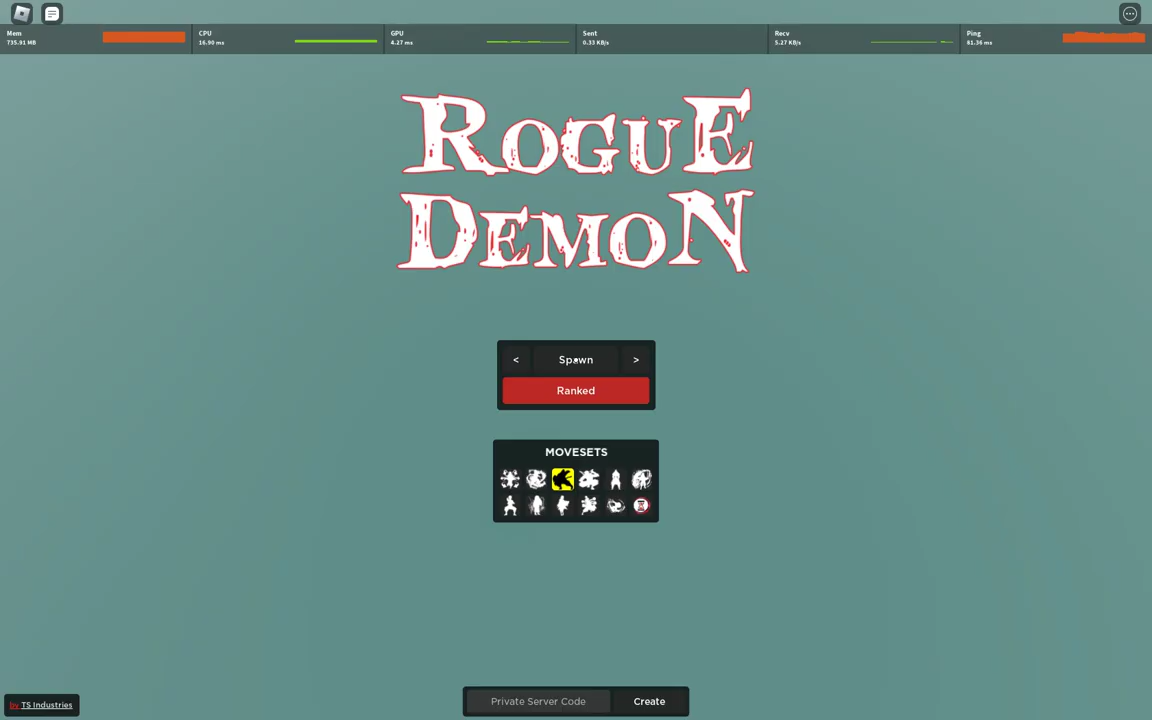 Mem
735.91 MB
CPU
16.90 ms
GPU
4.27 ms
Sent
0.33 KB/s
Recv
5.27 KB/s
Ping
81.36 ms
ROGUE
DEMON
< Spawn >
Ranked
MOVESETS
by TS Industries
Private Server Code Create